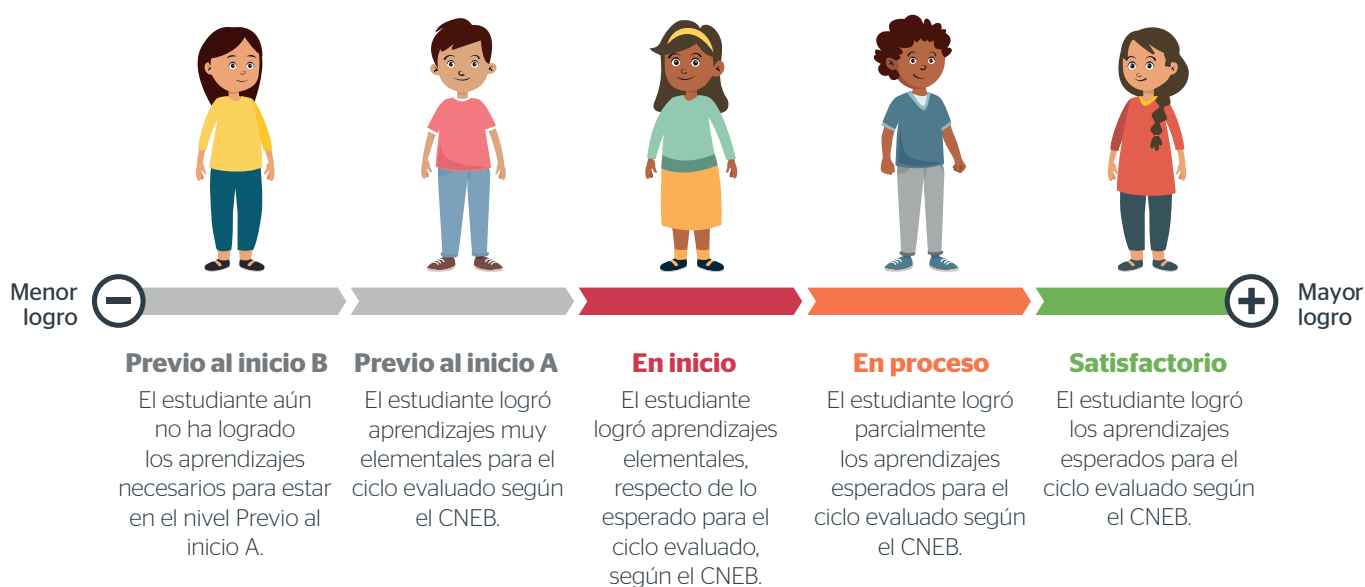 Menor
logro
Mayor
logro
Previo al inicio B
El estudiante aún
no ha logrado
los aprendizajes
necesarios para estar
en el nivel Previo al
inicio A.
Previo al inicio A
El estudiante logró
aprendizajes muy
elementales para el
ciclo evaluado según
el CNEB.
En inicio
El estudiante
logró aprendizajes
elementales,
respecto de lo
esperado para el
ciclo evaluado,
según el CNEB.
En proceso
El estudiante logró
parcialmente
los aprendizajes
esperados para el
ciclo evaluado según
el CNEB.
Satisfactorio
El estudiante logró
los aprendizajes
esperados para el
ciclo evaluado según
el CNEB.